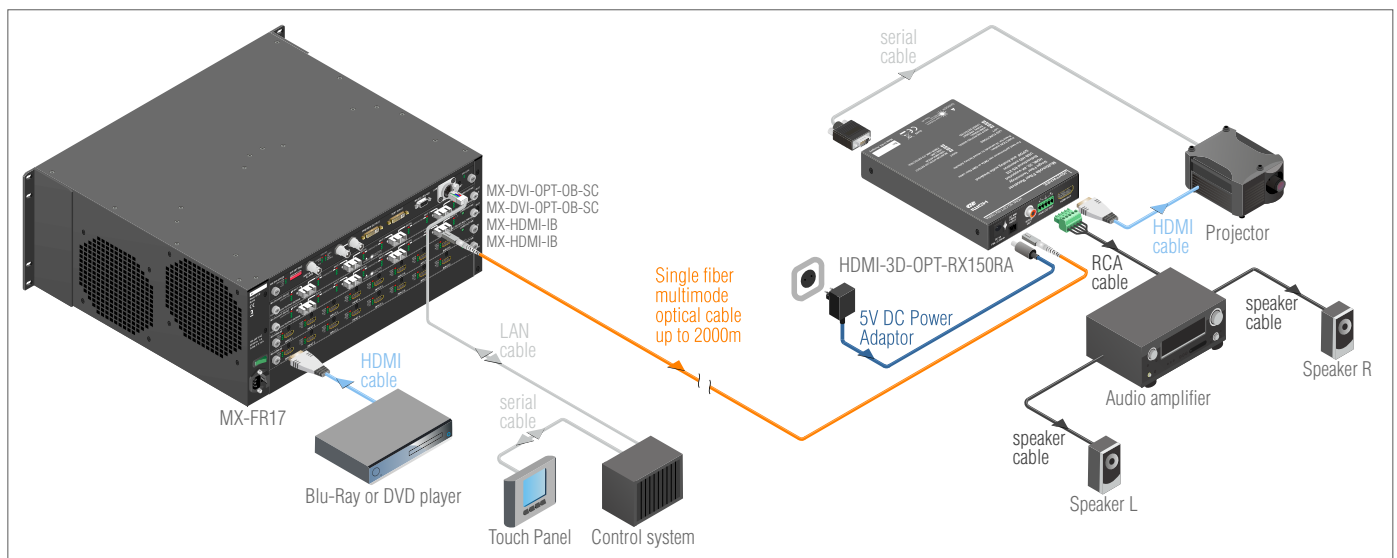 serial
cable
MX-DVI-OPT-OB-SC
MX-DVI-OPT-OB-SC
MX-HDMI-IB
MX-HDMI-IB
HDMI
cable
Projector
HDMI-3D-OPT-RX150RA
RCA
cable
Single fiber
multimode
optical cable
up to 2000m
5V DC Power
Adaptor
speaker
cable
LAN
cable
HDMI
cable
Speaker R
Audio amplifier
MX-FR17
serial
cable
speaker
cable
Blu-Ray or DVD player
Speaker L
Touch Panel
Control system